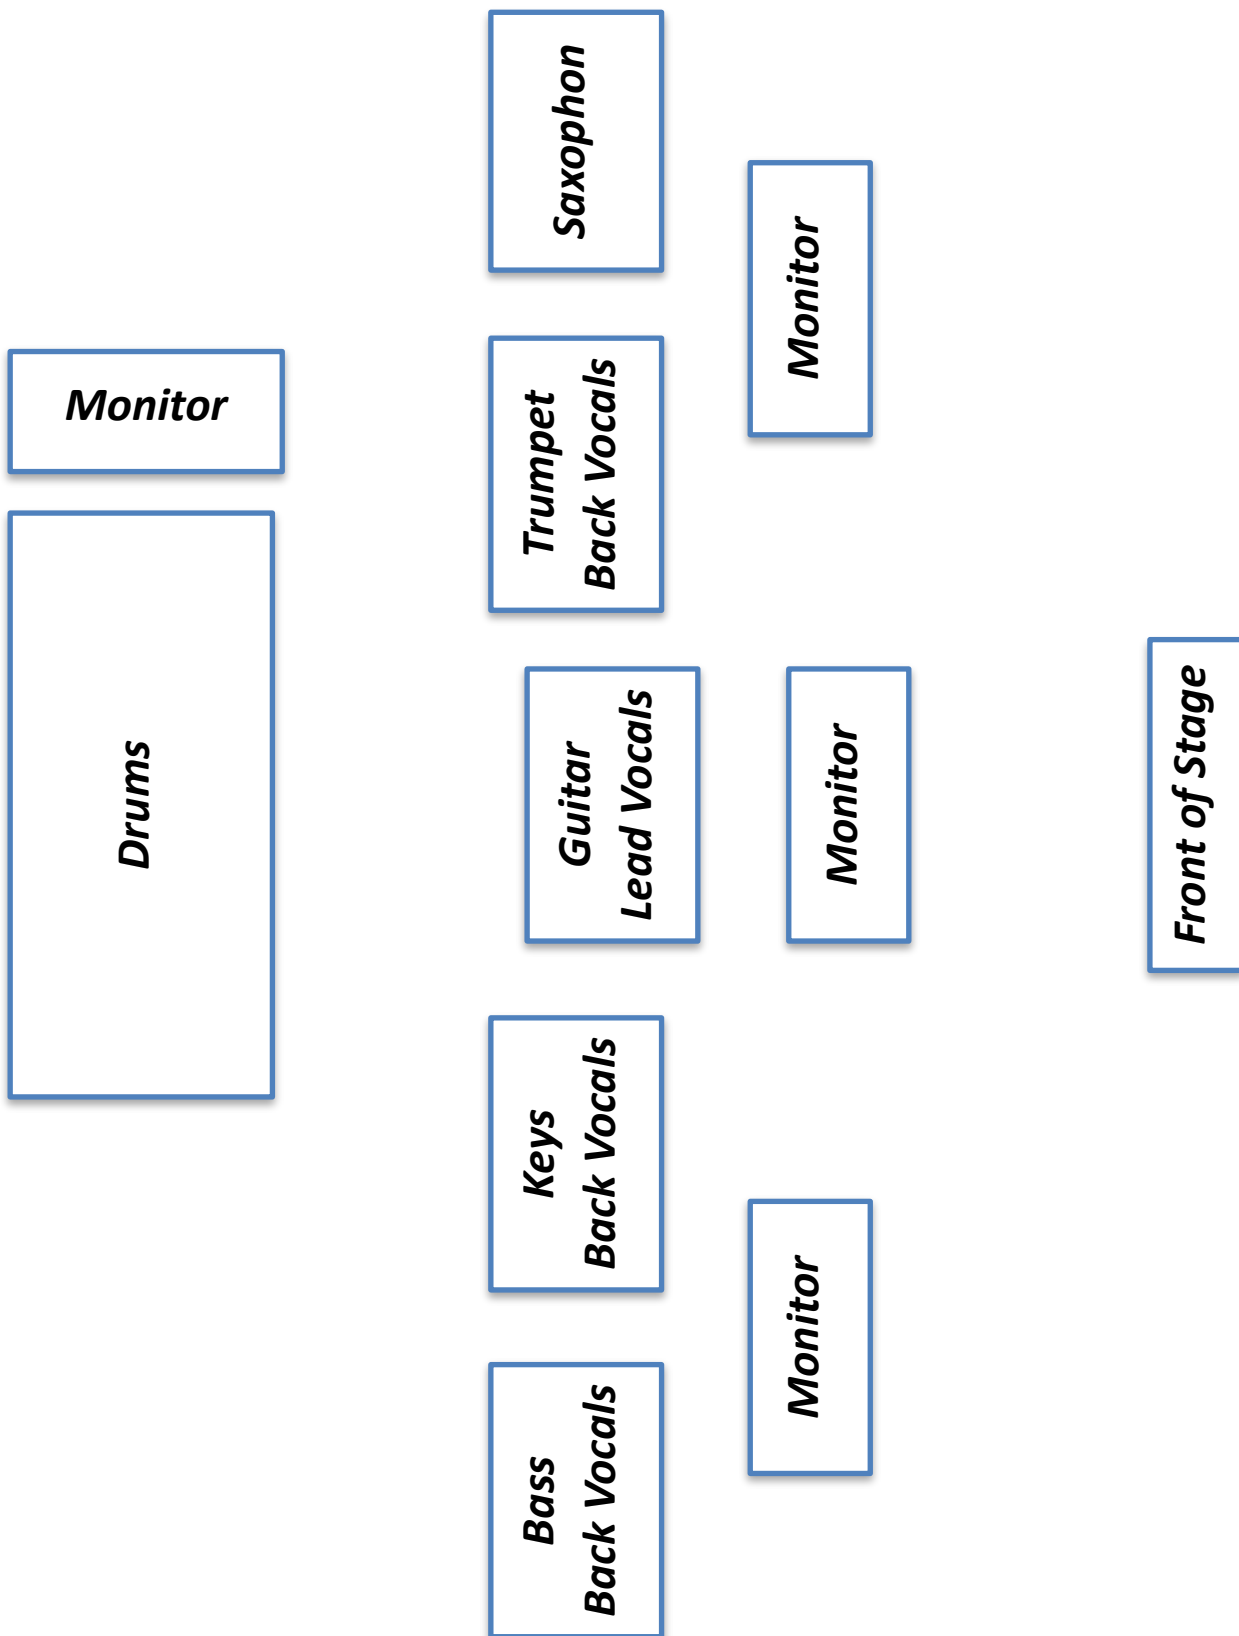 Drums
Monitor
Bass
Back Vocals
Keys
Back Vocals
Guitar
Lead Vocals
Trumpet
Back Vocals
Saxophon
Monitor
Monitor
Monitor
Front of Stage